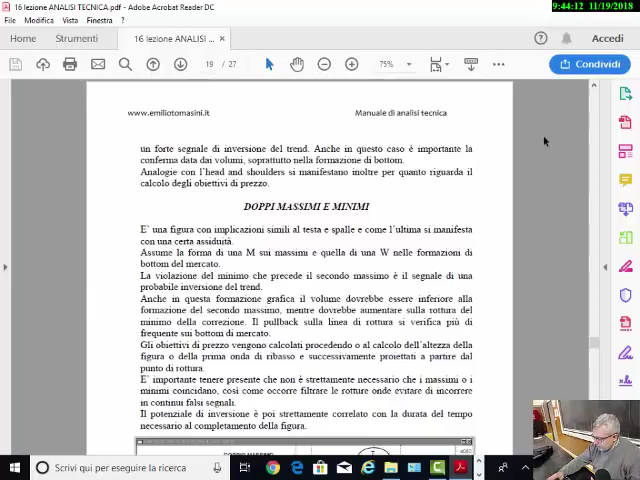 16 lezione ANALISI TECNICA.pdf - Adobe Acrobat Reader DC
9:44:12 11/19/2018
File Modifica Vista Finestra ?
Home Strumenti 16 lezione ANALISI TE... × Accedi
19 / 27 75% Condividi
www.emiliotomasini.it Manuale di analisi tecnica
un forte segnale di inversione del trend. Anche in questo caso è importante la
conferma data dai volumi, soprattutto nella formazione di bottom.
Analogie con l'head and shoulders si manifestano inoltre per quanto riguarda il
calcolo degli obiettivi di prezzo.
DOPPI MASSIMI E MINIMI
E' una figura con implicazioni simili al testa e spalle e come l'ultima si manifesta
con una certa assiduità.
Assume la forma di una M sui massimi e quella di una W nelle formazioni di
bottom del mercato.
La violazione del minimo che precede il secondo massimo è il segnale di una
probabile inversione del trend.
Anche in questa formazione grafica il volume dovrebbe essere inferiore alla
formazione del secondo massimo, mentre dovrebbe aumentare sulla rottura del
minimo della correzione. Il pullback sulla linea di rottura si verifica più di
frequente sui bottom di mercato.
Gli obiettivi di prezzo vengono calcolati procedendo o al calcolo dell'altezza della
figura o della prima onda di ribasso e successivamente proiettati a partire dal
punto di rottura.
E' importante tenere presente che non è strettamente necessario che i massimi o i
minimi coincidano, così come occorre filtrare le rotture onde evitare di incorrere
in continui falsi segnali.
Il potenziale di inversione è poi strettamente correlato con la durata del tempo
necessario al completamento della figura.
Scrivi qui per eseguire la ricerca